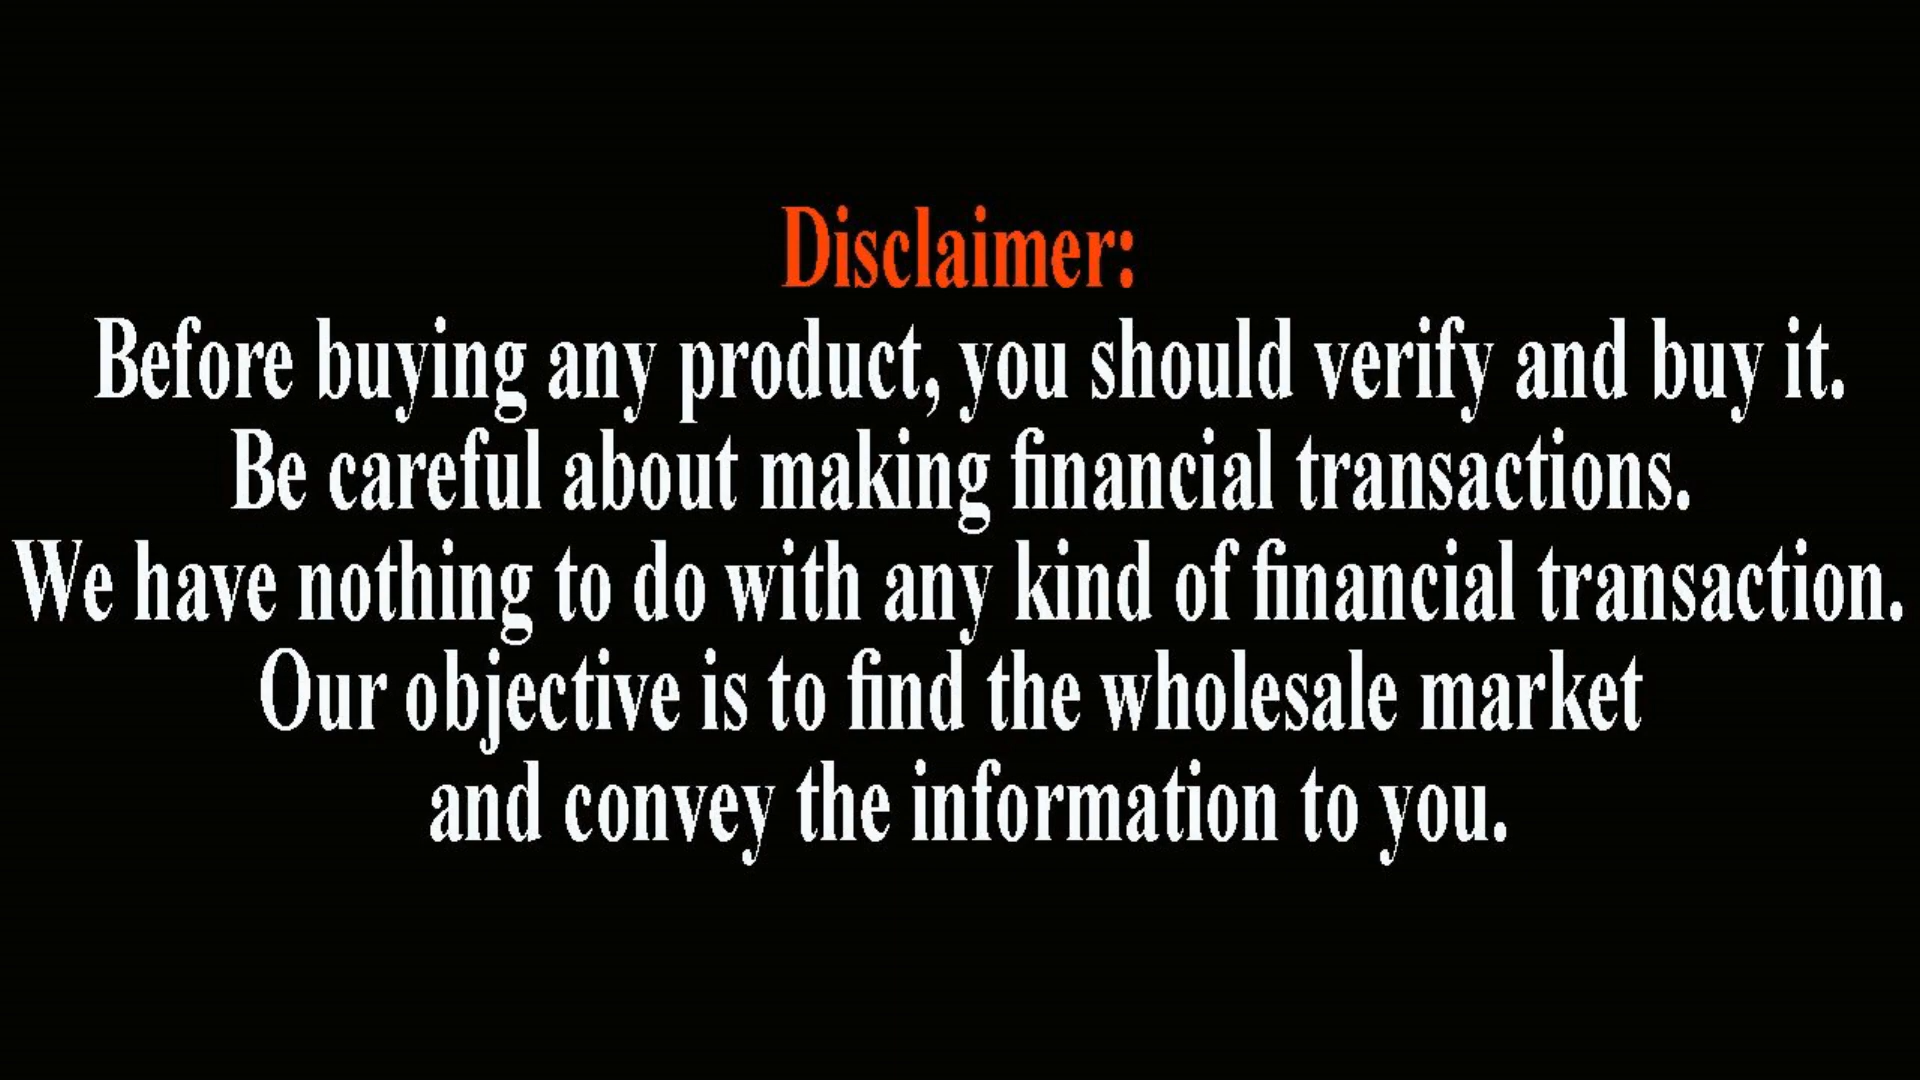 Disclaimer:
Before buying any product, you should verify and buy it.
Be careful about making financial transactions.
We have nothing to do with any kind of financial transaction.
Our objective is to find the wholesale market
and convey the information to you.